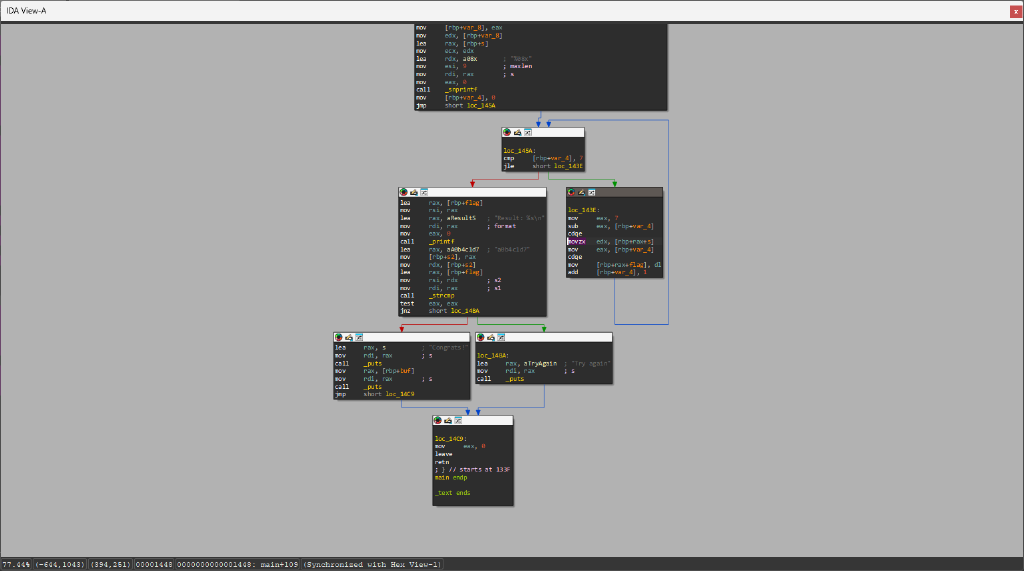 IDA View-A
x
mov [rbp+var_8], eax
mov edx, [rbp+var_8]
lea rax, [rbp+s]
mov ecx, edx
lea rdx, a08x ; "%08x"
mov esi, 9 ; maxlen
mov rdi, rax ; s
mov eax, 0
call _snprintf
mov [rbp+var_4], 0
jmp short loc_145A
loc_145A:
cmp [rbp+var_4], 7
jle short loc_143E
lea rax, [rbp+flag]
mov rsi, rax
lea rax, aResultS ; "Result: %s\n"
mov rdi, rax ; format
mov eax, 0
call _printf
lea rax, aA0b4c1d7 ; "a0b4c1d7"
mov [rbp+s2], rax
mov rdx, [rbp+s2]
lea rax, [rbp+flag]
mov rsi, rdx ; s2
mov rdi, rax ; s1
call _strcmp
test eax, eax
jnz short loc_14BA
loc_143E:
mov eax, 7
sub eax, [rbp+var_4]
cdqe
movzx edx, [rbp+rax+s]
mov eax, [rbp+var_4]
cdqe
mov [rbp+rax+flag], dl
add [rbp+var_4], 1
lea rax, s ; "Congrats!"
mov rdi, rax ; s
call _puts
mov rax, [rbp+buf]
mov rdi, rax ; s
call _puts
jmp short loc_14C9
loc_14BA:
lea rax, aTryAgain ; "Try again"
mov rdi, rax ; s
call _puts
loc_14C9:
mov eax, 0
leave
retn
; } // starts at 133F
main endp
_text ends
77.44% (-644,1043) (394,251) 00001448 0000000000001448: main+109 (Synchronized with Hex View-1)